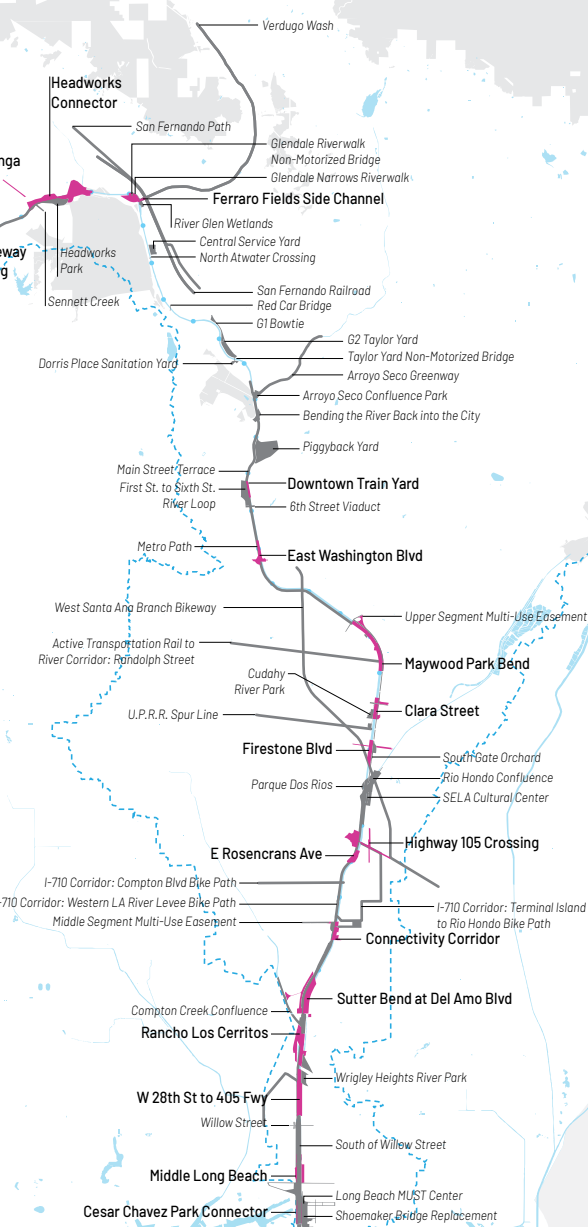 Verdugo Wash
Headworks
Connector
San Fernando Path
Glendale Riverwalk
Non-Motorized Bridge
nga
Glendale Narrows Riverwalk
Ferraro Fields Side Channel
River Glen Wetlands
Central Service Yard
eway
g
Headworks
Park
North Atwater Crossing
Sennett Creek
San Fernando Railroad
Red Car Bridge
G1 Bowtie
G2 Taylor Yard
Taylor Yard Non-Motorized Bridge
Dorris Place Sanitation Yard
Arroyo Seco Greenway
Arroyo Seco Confluence Park
Bending the River Back into the City
Piggyback Yard
Main Street Terrace
Downtown Train Yard
First St. to Sixth St.
River Loop
6th Street Viaduct
Metro Path
East Washington Blvd
West Santa Ana Branch Bikeway
Upper Segment Multi-Use Easement
Active Transportation Rail to
River Corridor: Randolph Street
Maywood Park Bend
Cudahy
River Park
Clara Street
U.P.R.R. Spur Line
Firestone Blvd
South Gate Orchard
Rio Hondo Confluence
Parque Dos Rios
SELA Cultural Center
Highway 105 Crossing
E Rosencrans Ave
I-710 Corridor: Compton Blvd Bike Path
-710 Corridor: Western LA River Levee Bike Path
I-710 Corridor: Terminal Island
to Rio Hondo Bike Path
Middle Segment Multi-Use Easement
Connectivity Corridor
Sutter Bend at Del Amo Blvd
Compton Creek Confluence
Rancho Los Cerritos
Wrigley Heights River Park
W 28th St to 405 Fwy
Willow Street
South of Willow Street
Middle Long Beach
Long Beach MUST Center
Cesar Chavez Park Connector
Shoemaker Bridge Replacement